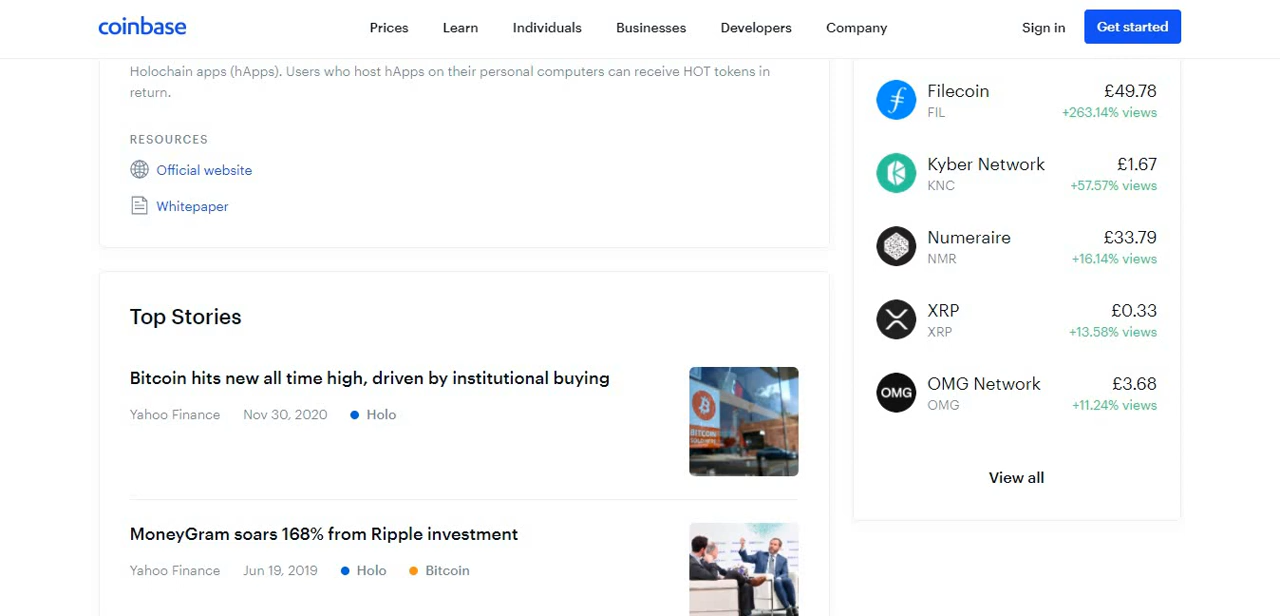 coinbase
Prices
Learn
Individuals
Businesses
Developers
Company
Sign in
Get started
Holochain apps (hApps). Users who host hApps on their personal computers can receive HOT tokens in
return.
RESOURCES
Official website
Whitepaper
Top Stories
Bitcoin hits new all time high, driven by institutional buying
Yahoo Finance Nov 30, 2020 Holo
BITCOIN
MoneyGram soars 168% from Ripple investment
Yahoo Finance Jun 19, 2019 Holo Bitcoin
Filecoin £49.78
FIL +263.14% views
Kyber Network £1.67
KNC +57.57% views
Numeraire £33.79
NMR +16.14% views
XRP £0.33
XRP +13.58% views
OMG
OMG Network £3.68
OMG +11.24% views
View all